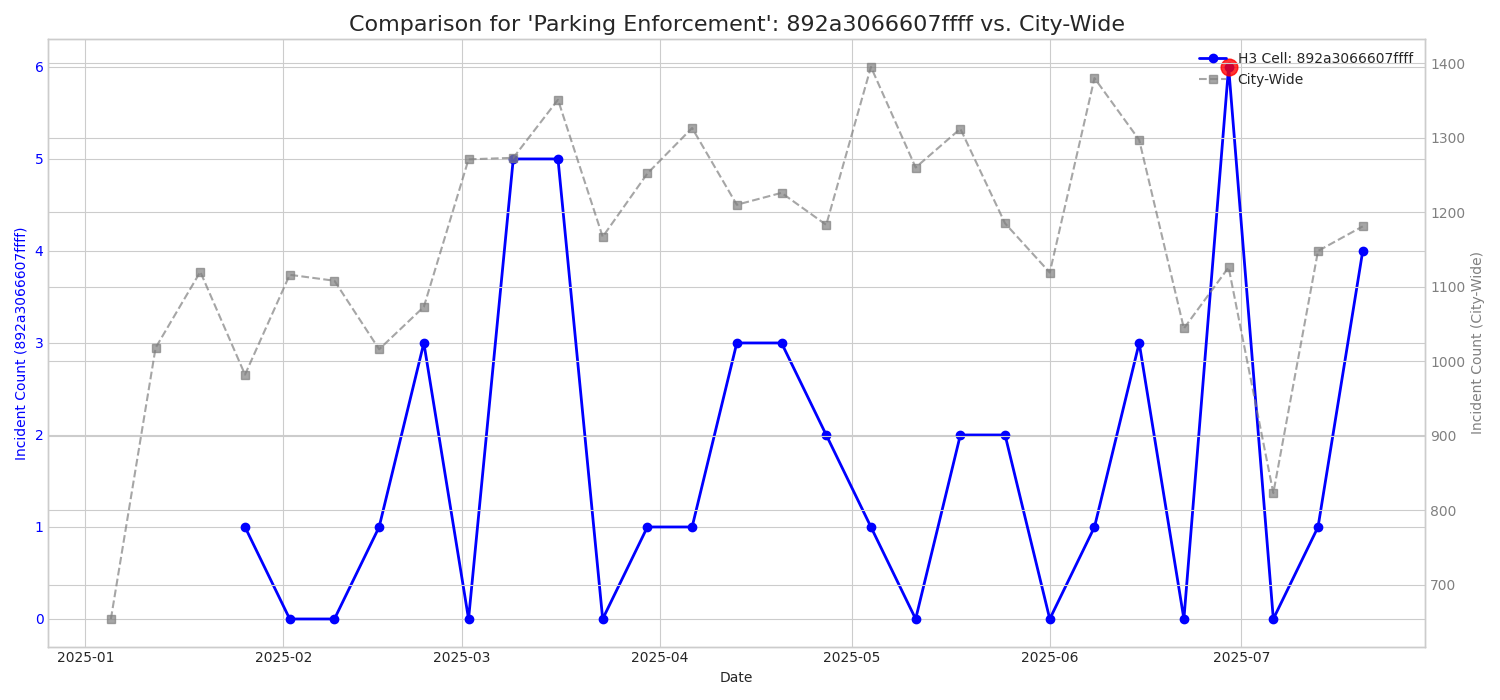 Comparison for 'Parking Enforcement': 892a3066607ffff vs. City-Wide
H3 Cell: 892a3066607ffff
City-Wide
Incident Count (892a3066607ffff)
6
5
4
3
2
1
0
1400
1300
1200
1100
1000
900
800
700
Incident Count (City-Wide)
2025-01 2025-02 2025-03 2025-04 2025-05 2025-06 2025-07
Date